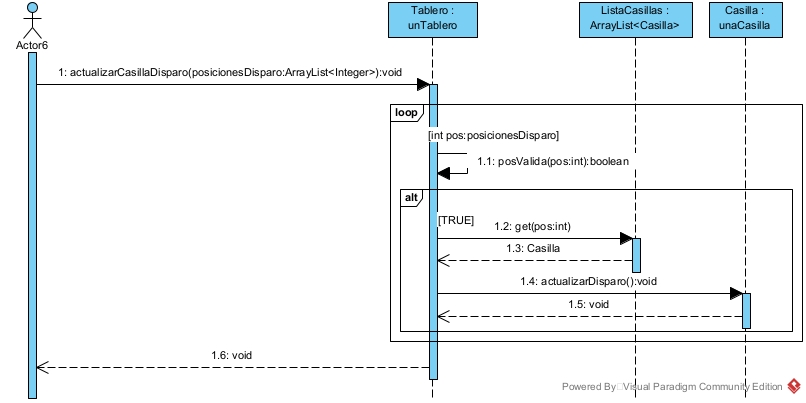 Tablero :
unTablero
ListaCasillas :
ArrayList<Casilla>
Casilla :
unaCasilla
Actor6
1: actualizarCasillaDisparo(posicionesDisparo:ArrayList<Integer>):void
loop
[int pos:posicionesDisparo]
1.1: posValida(pos:int):boolean
alt
[TRUE]
1.2: get(pos:int)
1.3: Casilla
1.4: actualizarDisparo():void
1.5: void
1.6: void
Powered By Visual Paradigm Community Edition